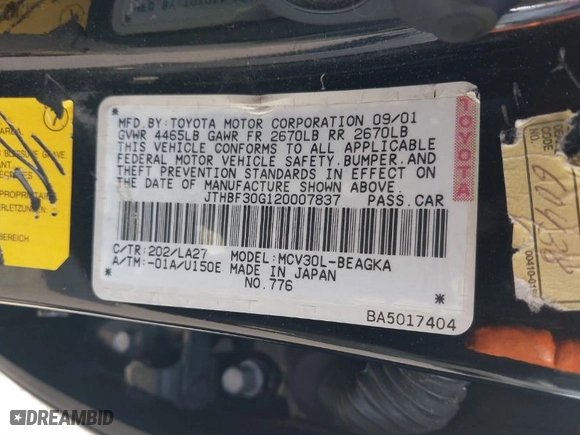 MFD.BY:TOYOTA MOTOR CORPORATION 09/01
GVWR 4465LB GAWR FR 2670LB RR 2670LB
THIS VEHICLE CONFORMS TO ALL APPLICABLE
FEDERAL MOTOR VEHICLE SAFETY,BUMPER,AND
THEFT PREVENTION STANDARDS IN EFFECT ON
THE DATE OF MANUFACTURE SHOWN ABOVE.
JTHBF30G120007837 PASS.CAR
C/TR:202/LA27 MODEL:MCV30L-BEAGKA
A/TM:-01A/U150E MADE IN JAPAN
NO.776
BA5017404
TOYOTA
AREA.
BEREICH
CODE
DREAMBID